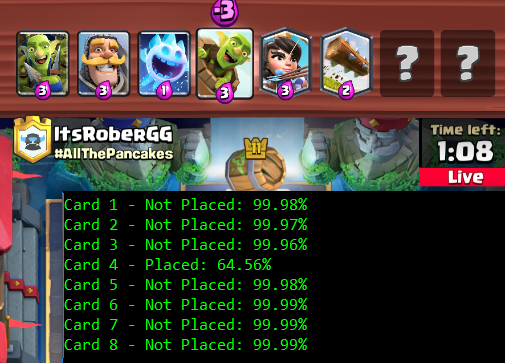 -3
3 3 1 3 3 2 ? ?
ItsRoberGG
#AllThePancakes
Time left:
1:08
Live
Card 1 - Not Placed: 99.98%
Card 2 - Not Placed: 99.97%
Card 3 - Not Placed: 99.96%
Card 4 - Placed: 64.56%
Card 5 - Not Placed: 99.98%
Card 6 - Not Placed: 99.99%
Card 7 - Not Placed: 99.99%
Card 8 - Not Placed: 99.99%